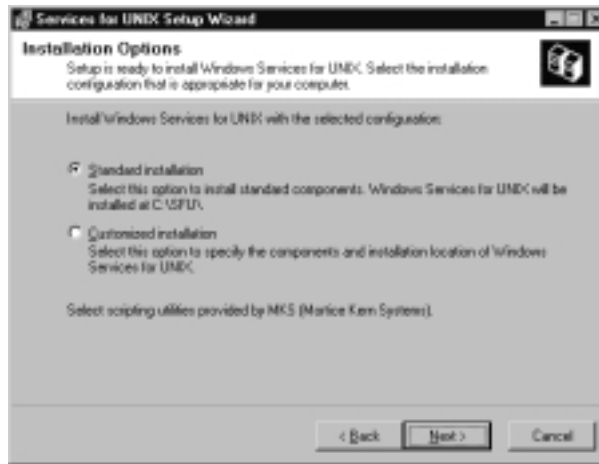 Services for UNIX Setup Wizard
Installation Options
Setup is ready to install Windows Services for UNIX. Select the installation
configuration that is appropriate for your computer.
Install Windows Services for UNIX with the selected configuration:
Standard installation
Select this option to install standard components. Windows Services for UNIX will be
installed at C:\SFU\.
Customized installation
Select this option to specify the components and installation location of Windows
Services for UNIX.
Select scripting utilities provided by MKS (Mortice Kern Systems).
< Back
Next >
Cancel